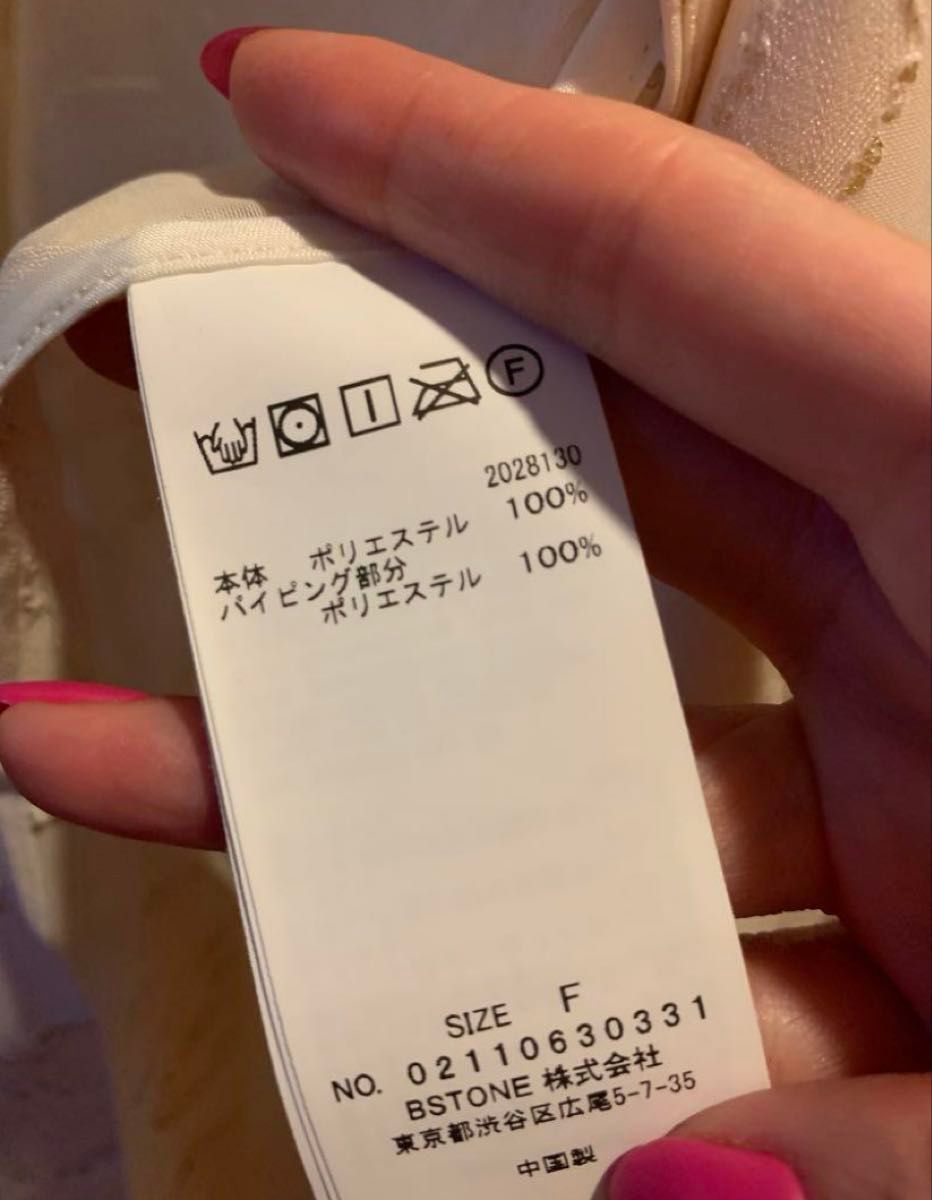 F
2028130
本体 ポリエステル 100%
パイピング部分
ポリエステル 100%
SIZE F
NO. 02110630331
BSTONE 株式会社
東京都渋谷区広尾5-7-35
中国製